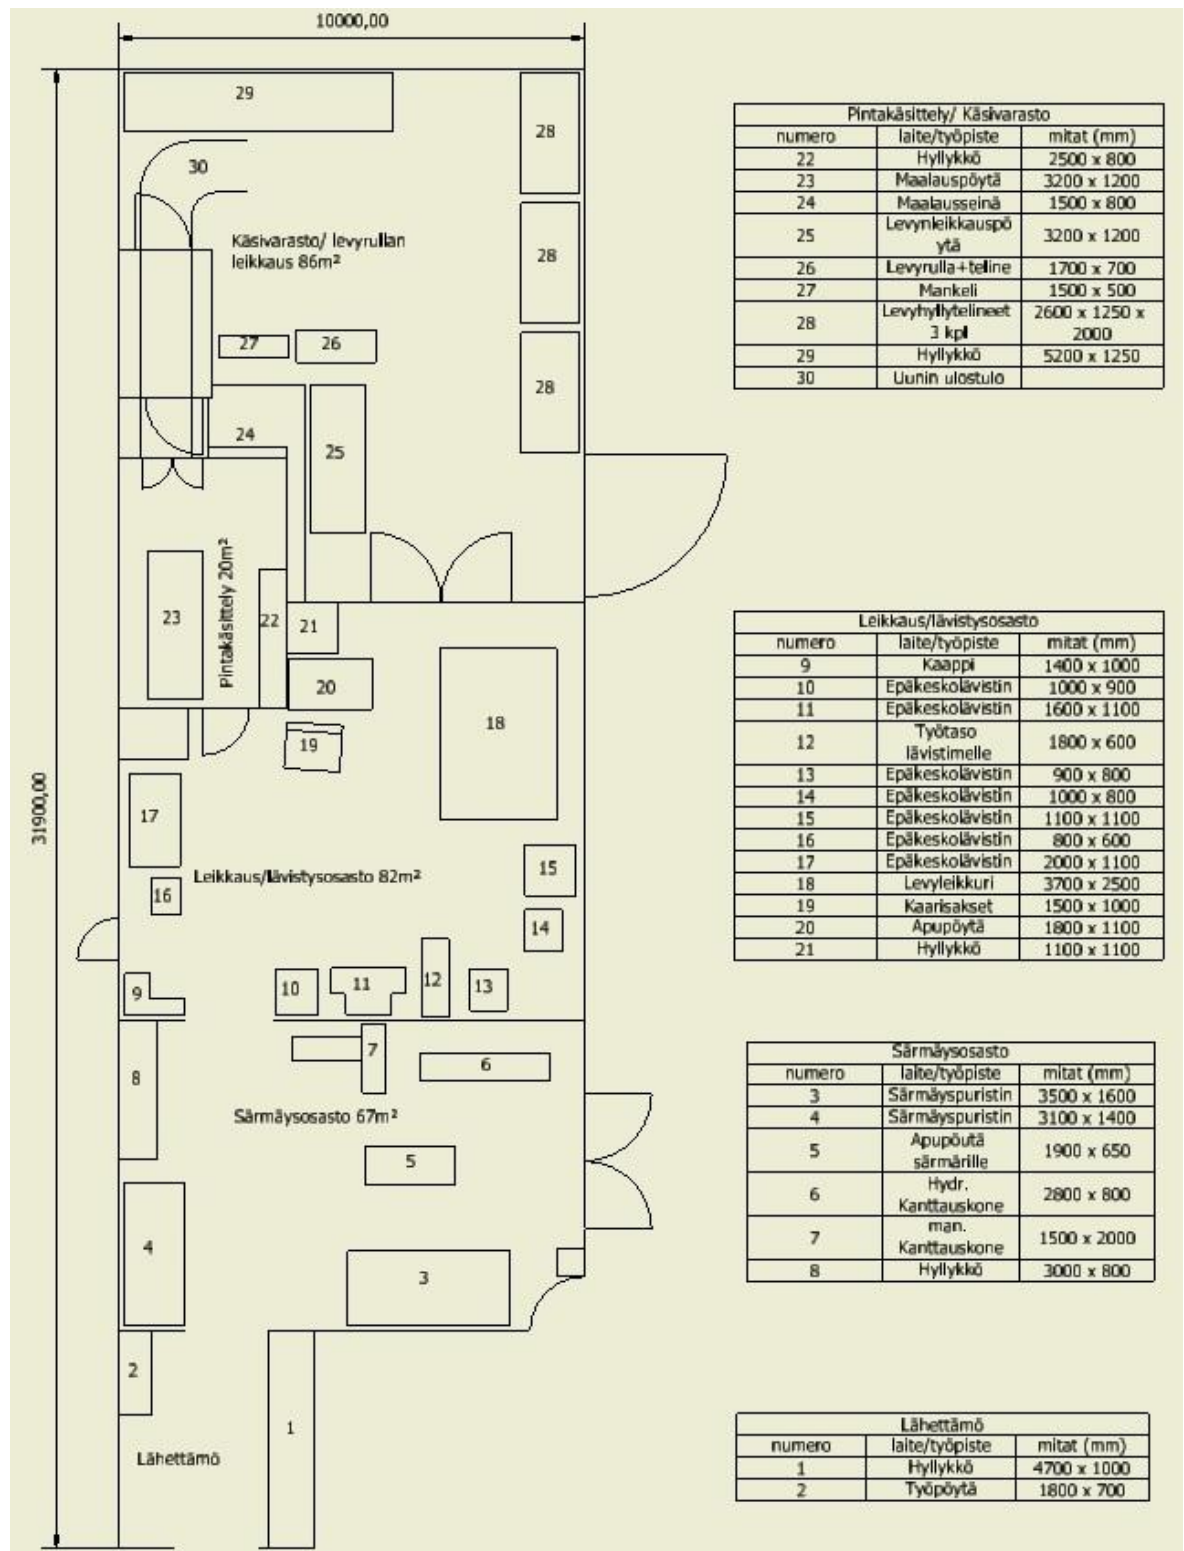 10000,00
31900,00
29
28
30
Käsivarasto/ levyrullan
leikkaus 86m²
28
27
26
28
24
25
23
Pintakäsittely 20m²
22
21
20
18
19
17
Leikkaus/lävistysosasto 82m²
15
16
14
9
10
11
12
13
8
7
6
Särmäysosasto 67m²
5
4
3
2
1
Lähettämö
Pintakäsittely/ Käsivarasto
numero laite/työpiste mitat (mm)
22 Hyllykkö 2500 x 800
23 Maalauspöytä 3200 x 1200
24 Maalausseinä 1500 x 800
25 Levynleikkauspö
ytä 3200 x 1200
26 Levyrulla+teline 1700 x 700
27 Mankeli 1500 x 500
28 Levyhyllytelineet 2600 x 1250 x
3 kpl 2000
29 Hyllykkö 5200 x 1250
30 Uunin ulostulo
Leikkaus/lävistysosasto
numero laite/työpiste mitat (mm)
9 Kaappi 1400 x 1000
10 Epäkeskolävistin 1000 x 900
11 Epäkeskolävistin 1600 x 1100
12 Työtaso
lävistimelle 1800 x 600
13 Epäkeskolävistin 900 x 800
14 Epäkeskolävistin 1000 x 800
15 Epäkeskolävistin 1100 x 1100
16 Epäkeskolävistin 800 x 600
17 Epäkeskolävistin 2000 x 1100
18 Levyleikkuri 3700 x 2500
19 Kaarisakset 1500 x 1000
20 Apupöytä 1800 x 1100
21 Hyllykkö 1100 x 1100
Särmäysosasto
numero laite/työpiste mitat (mm)
3 Särmäyspuristin 3500 x 1600
4 Särmäyspuristin 3100 x 1400
5 Apupöutä
särmärille 1900 x 650
6 Hydr.
Kanttauskone 2800 x 800
7 man.
Kanttauskone 1500 x 2000
8 Hyllykkö 3000 x 800
Lähettämö
numero laite/työpiste mitat (mm)
1 Hyllykkö 4700 x 1000
2 Työpöytä 1800 x 700